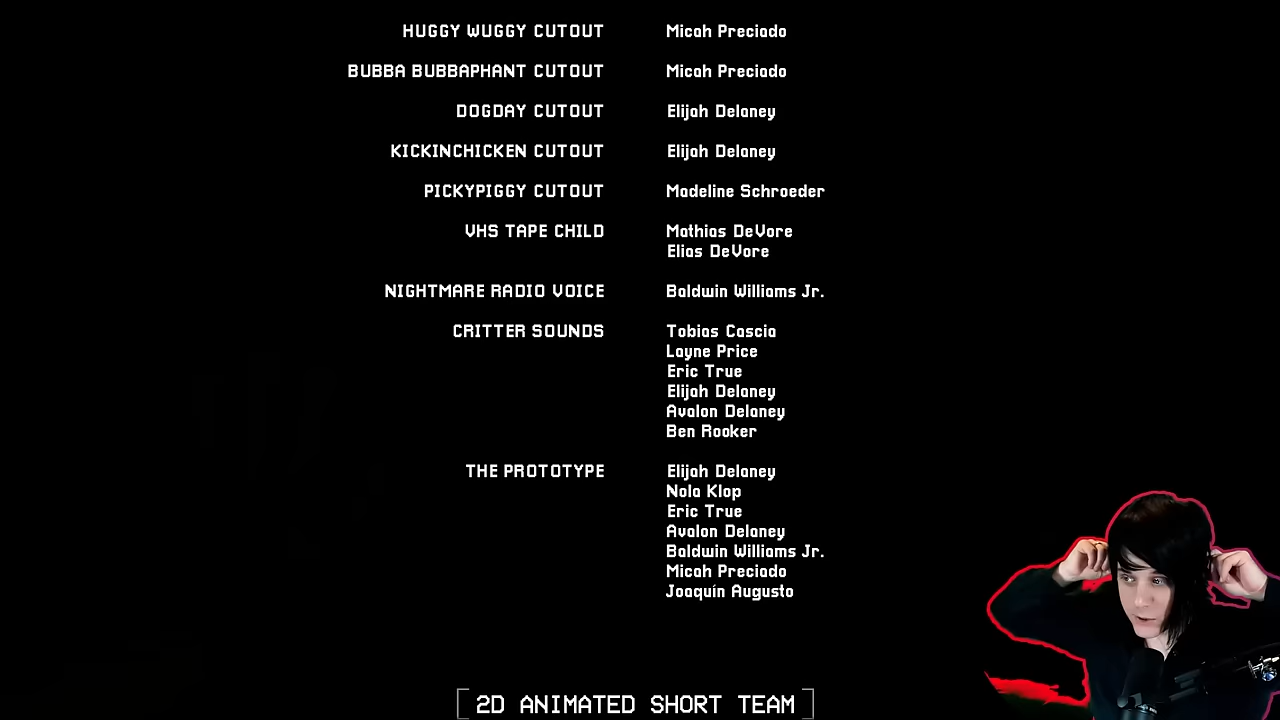 HUGGY WUGGY CUTOUT Micah Preciado
BUBBA BUBBAPHANT CUTOUT Micah Preciado
DOGDAY CUTOUT Elijah Delaney
KICKINCHICKEN CUTOUT Elijah Delaney
PICKYPIGGY CUTOUT Madeline Schroeder
VHS TAPE CHILD Mathias DeVore
Elias DeVore
NIGHTMARE RADIO VOICE Baldwin Williams Jr.
CRITTER SOUNDS Tobias Cascia
Layne Price
Eric True
Elijah Delaney
Avalon Delaney
Ben Rooker
THE PROTOTYPE Elijah Delaney
Nola Klop
Eric True
Avalon Delaney
Baldwin Williams Jr.
Micah Preciado
Joaquín Augusto
[2D ANIMATED SHORT TEAM]